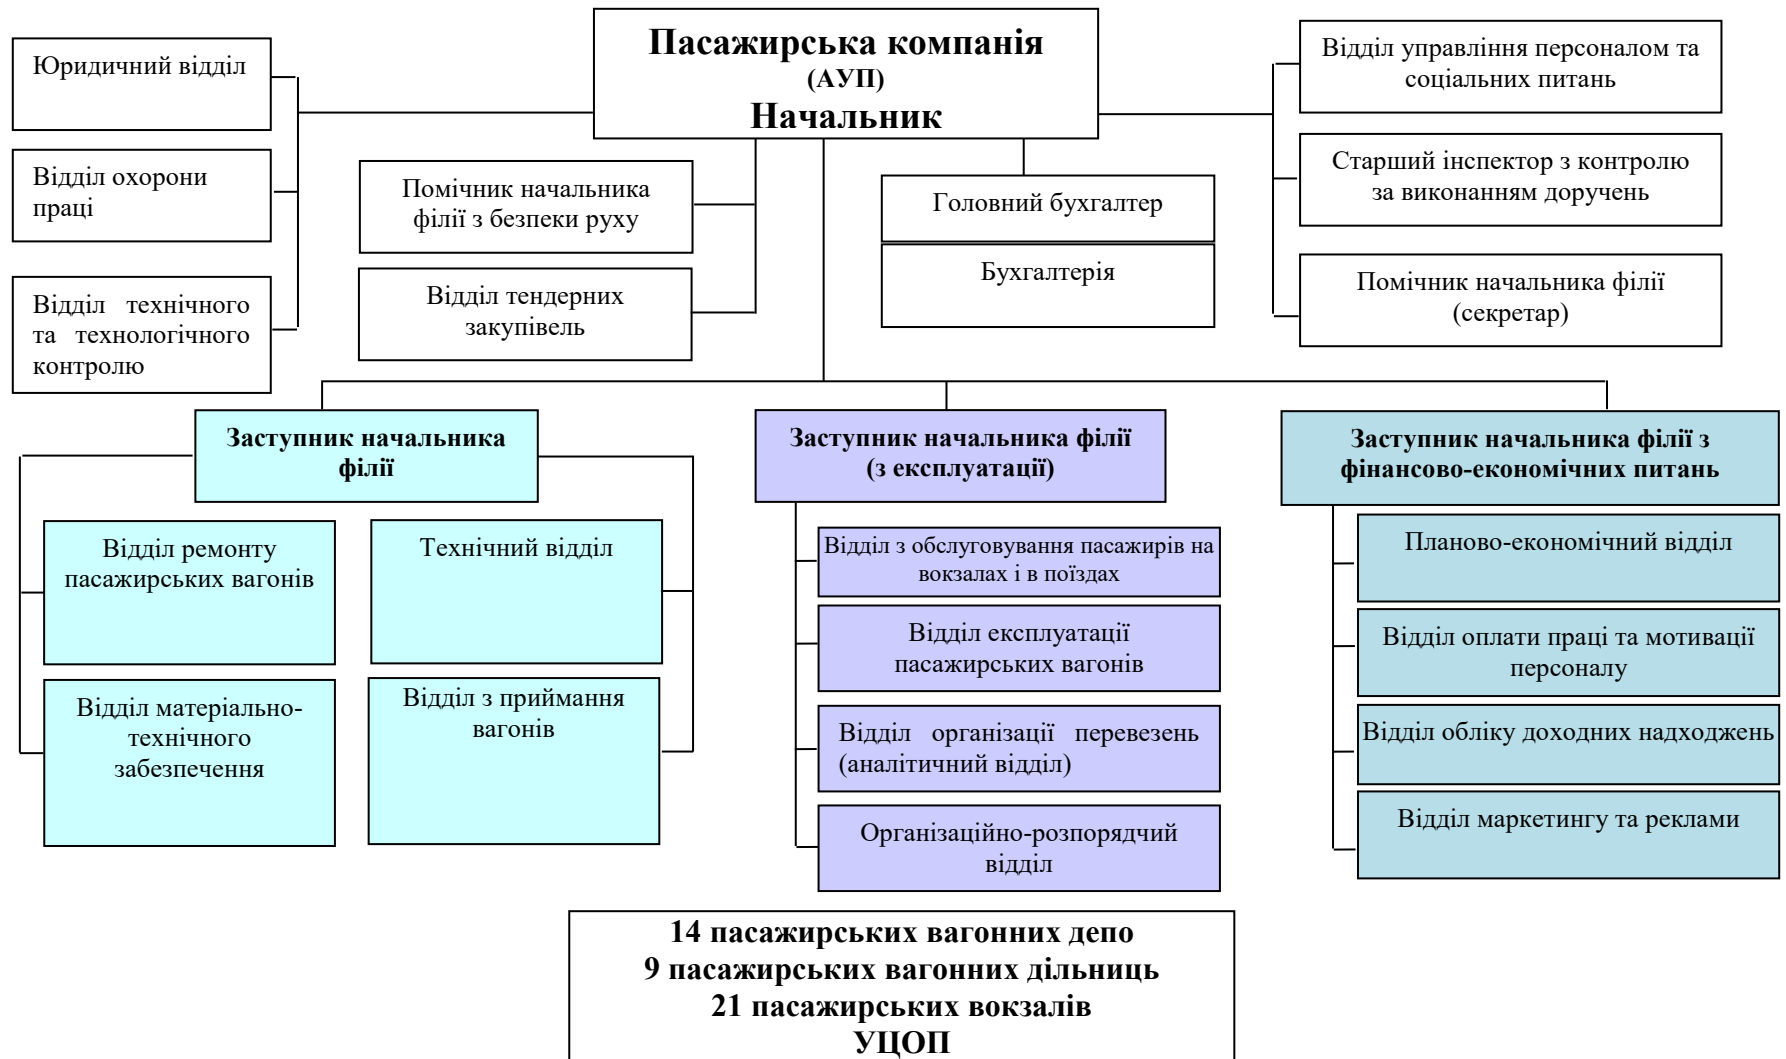 Пасажирська компанія
(АУП)
Начальник
Юридичний відділ
Відділ охорони
праці
Відділ технічного
та технологічного
контролю
Помічник начальника
філії з безпеки руху
Відділ тендерних
закупівель
Головний бухгалтер
Бухгалтерія
Відділ управління персоналом та
соціальних питань
Старший інспектор з контролю
за виконанням доручень
Помічник начальника філії
(секретар)
Заступник начальника
філії
Відділ ремонту
пасажирських вагонів
Технічний відділ
Відділ матеріально-
технічного
забезпечення
Відділ з приймання
вагонів
Заступник начальника філії
(з експлуатації)
Відділ з обслуговування пасажирів на
вокзалах і в поїздах
Відділ експлуатації
пасажирських вагонів
Відділ організації перевезень
(аналітичний відділ)
Організаційно-розпорядчий
відділ
Заступник начальника філії з
фінансово-економічних питань
Планово-економічний відділ
Відділ оплати праці та мотивації
персоналу
Відділ обліку доходних надходжень
Відділ маркетингу та реклами
14 пасажирських вагонних депо
9 пасажирських вагонних дільниць
21 пасажирських вокзалів
УЦОП